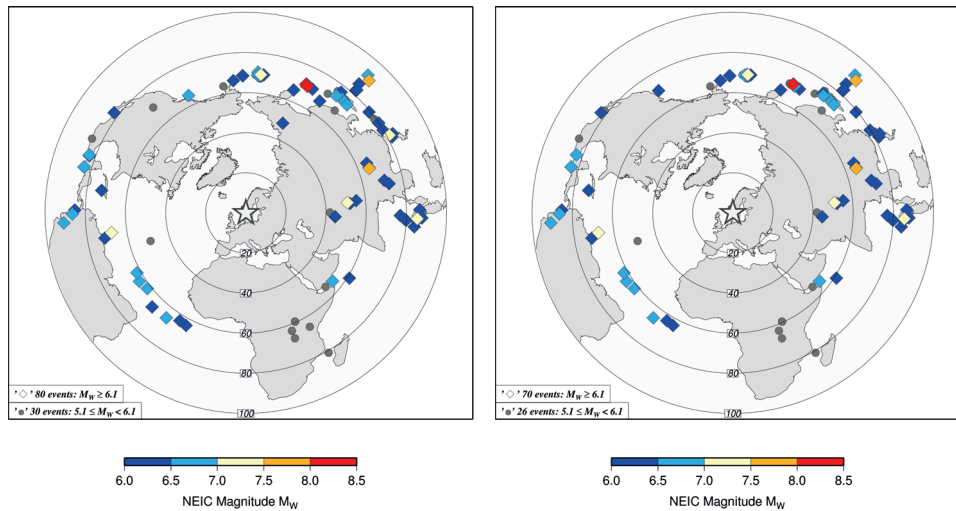 20
40
60
80
100
' ◇ ' 80 events: MW ≥ 6.1
' ● ' 30 events: 5.1 ≤ MW < 6.1
6.0 6.5 7.0 7.5 8.0 8.5
NEIC Magnitude MW
20
40
60
80
100
' ◇ ' 70 events: MW ≥ 6.1
' ● ' 26 events: 5.1 ≤ MW < 6.1
6.0 6.5 7.0 7.5 8.0 8.5
NEIC Magnitude MW